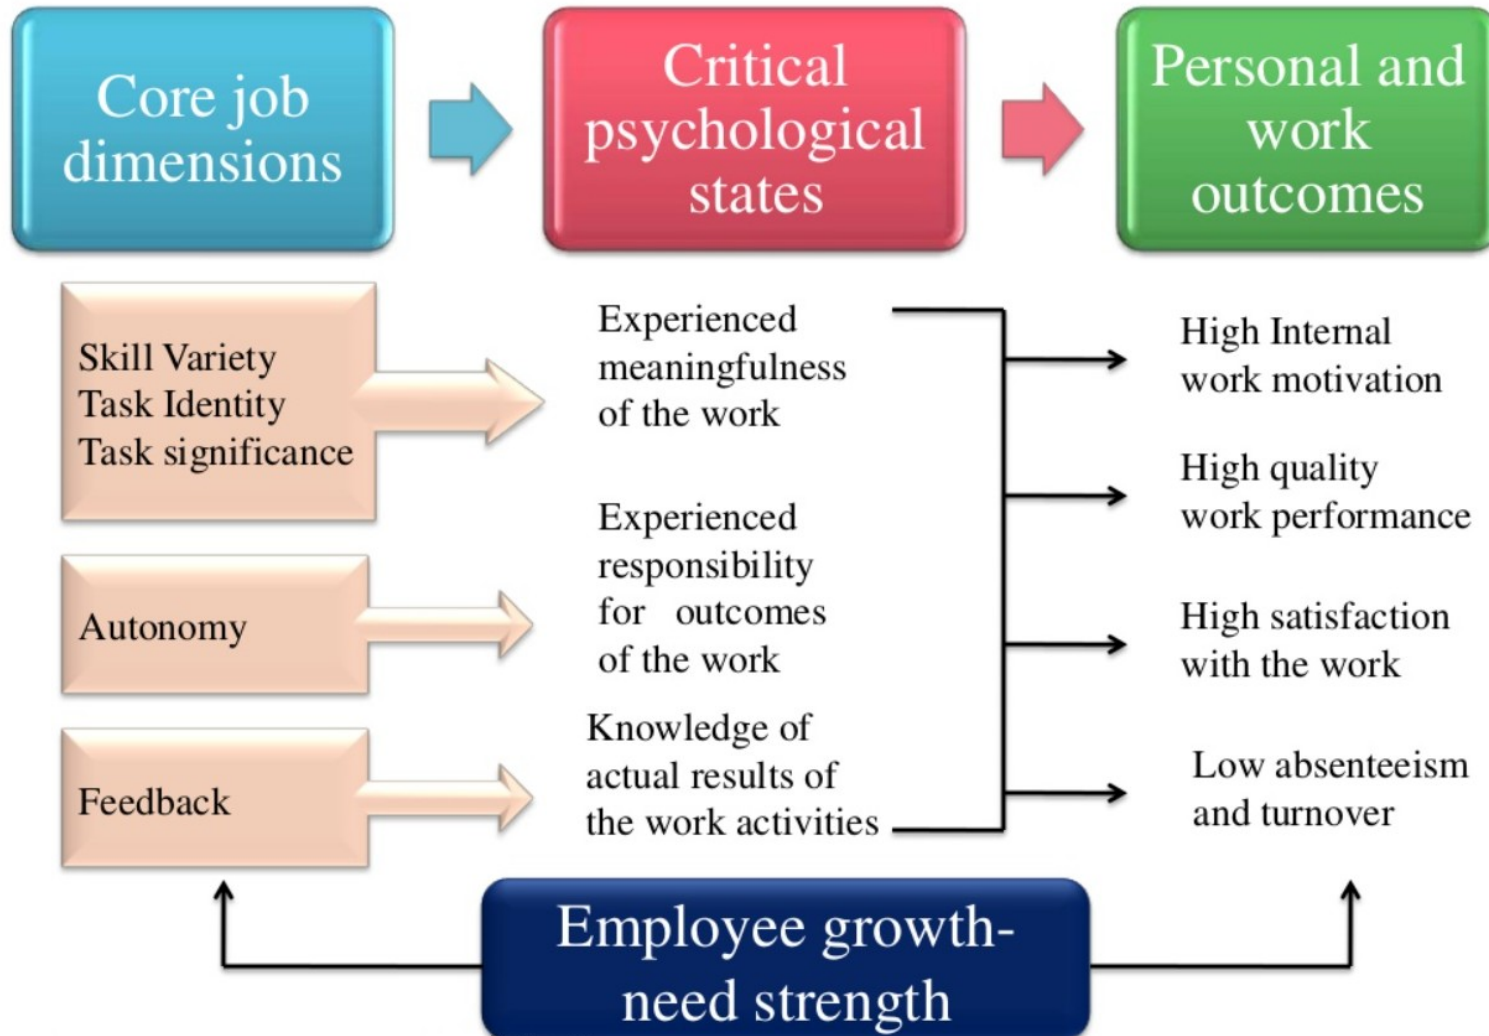 Core job
dimensions
Critical
psychological
states
Personal and
work
outcomes
Skill Variety
Task Identity
Task significance
Experienced
meaningfulness
of the work
High Internal
work motivation
High quality
work performance
Autonomy
Experienced
responsibility
for outcomes
of the work
High satisfaction
with the work
Feedback
Knowledge of
actual results of
the work activities
Low absenteeism
and turnover
Employee growth-
need strength